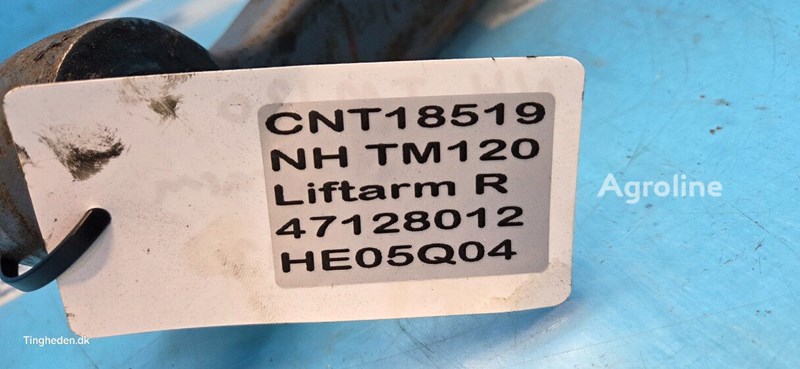 CNT18519
NH TM120
Liftarm R
47128012
HE05Q04
Agroline
Tingheden.dk